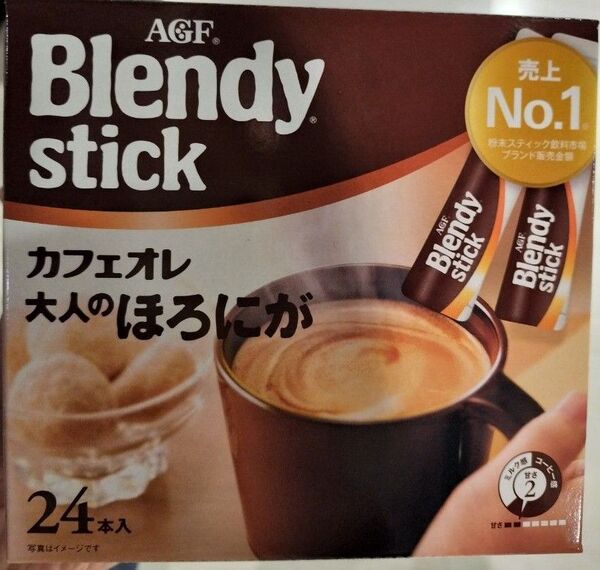 AGF®
Blendy®
stick
売上
No.1
粉末スティック飲料市場
ブランド販売金額
AGF
Blendy
stick
AGF
Blendy
stick
カフェオレ
大人のほろにが
ミルク感
コーヒー感
甘さ
2
甘さ
24本入
写真はイメージです